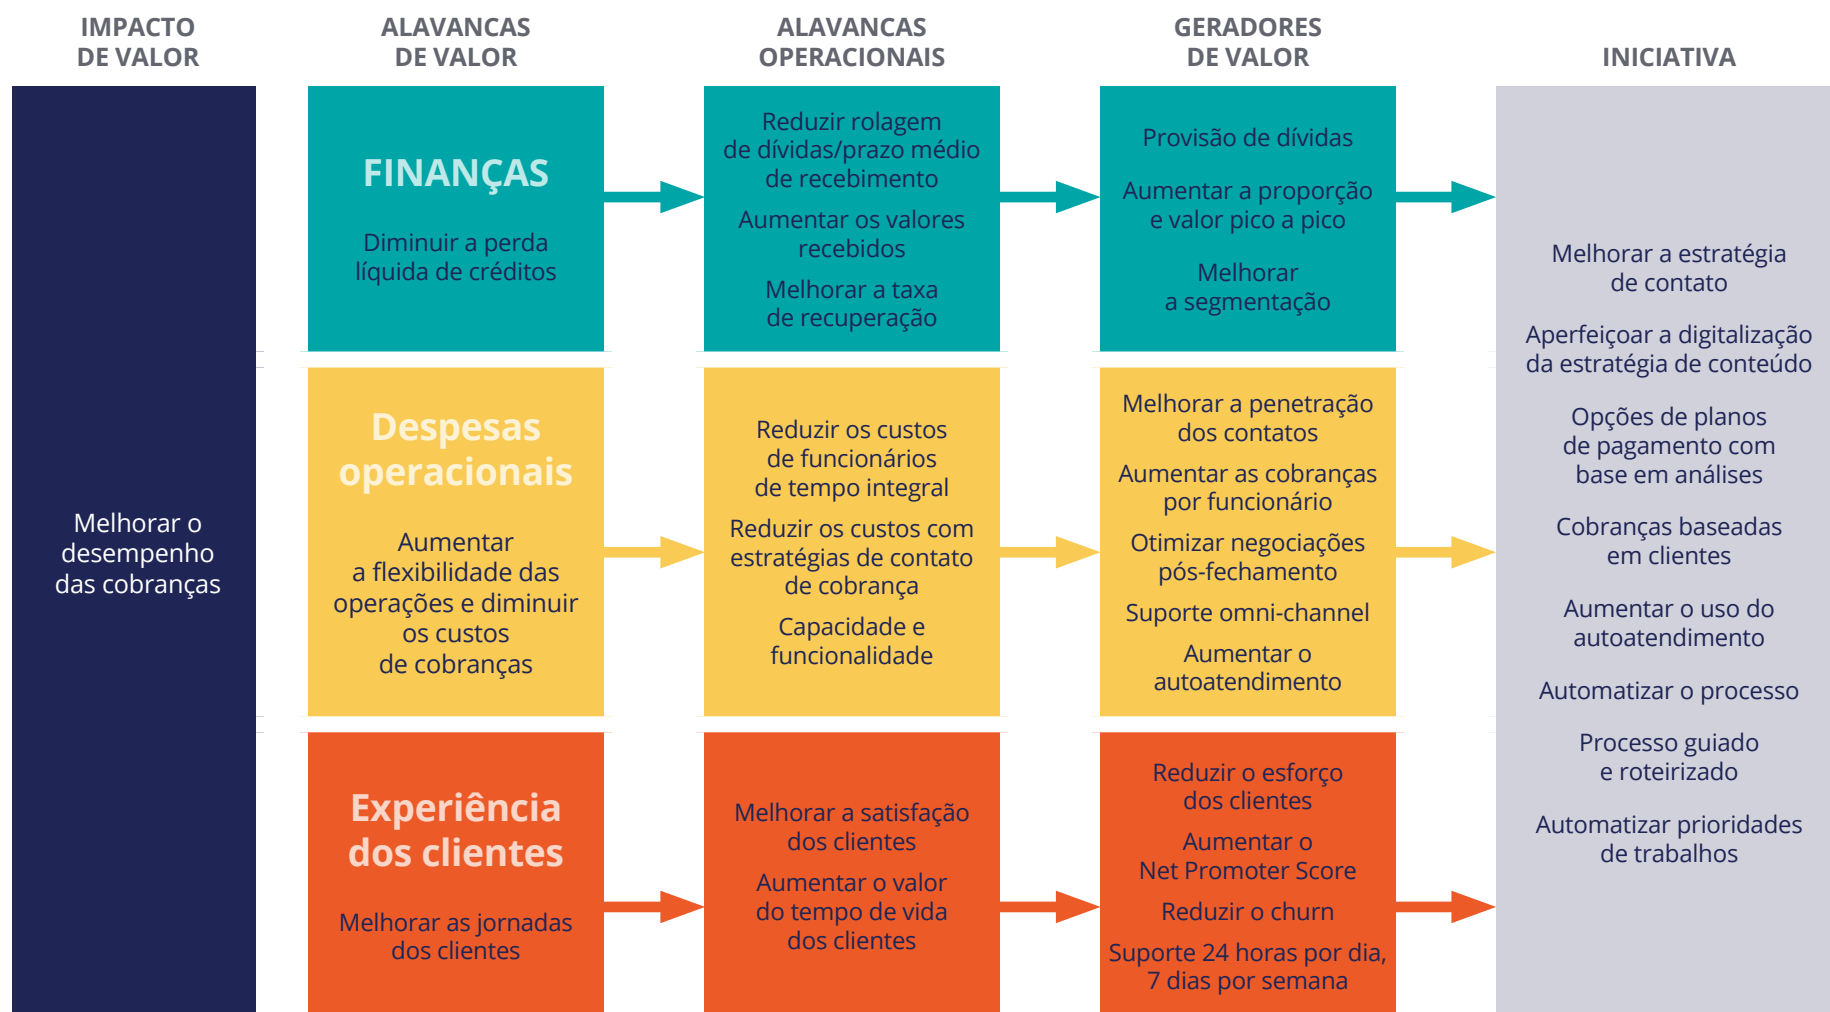 IMPACTO
DE VALOR
ALAVANCAS
DE VALOR
ALAVANCAS
OPERACIONAIS
GERADORES
DE VALOR
INICIATIVA
Melhorar o
desempenho
das cobranças
FINANÇAS
Diminuir a perda
líquida de créditos
Reduzir rolagem
de dívidas/prazo médio
de recebimento
Aumentar os valores
recebidos
Melhorar a taxa
de recuperação
Provisão de dívidas
Aumentar a proporção
e valor pico a pico
Melhorar
a segmentação
Despesas
operacionais
Aumentar
a flexibilidade das
operações e diminuir
os custos
de cobranças
Reduzir os custos
de funcionários
de tempo integral
Reduzir os custos com
estratégias de contato
de cobrança
Capacidade e
funcionalidade
Melhorar a penetração
dos contatos
Aumentar as cobranças
por funcionário
Otimizar negociações
pós-fechamento
Suporte omni-channel
Aumentar o
autoatendimento
Experiência
dos clientes
Melhorar as jornadas
dos clientes
Melhorar a satisfação
dos clientes
Aumentar o valor
do tempo de vida
dos clientes
Reduzir o esforço
dos clientes
Aumentar o
Net Promoter Score
Reduzir o churn
Suporte 24 horas por dia,
7 dias por semana
Melhorar a estratégia
de contato
Aperfeiçoar a digitalização
da estratégia de conteúdo
Opções de planos
de pagamento com
base em análises
Cobranças baseadas
em clientes
Aumentar o uso do
autoatendimento
Automatizar o processo
Processo guiado
e roteirizado
Automatizar prioridades
de trabalhos